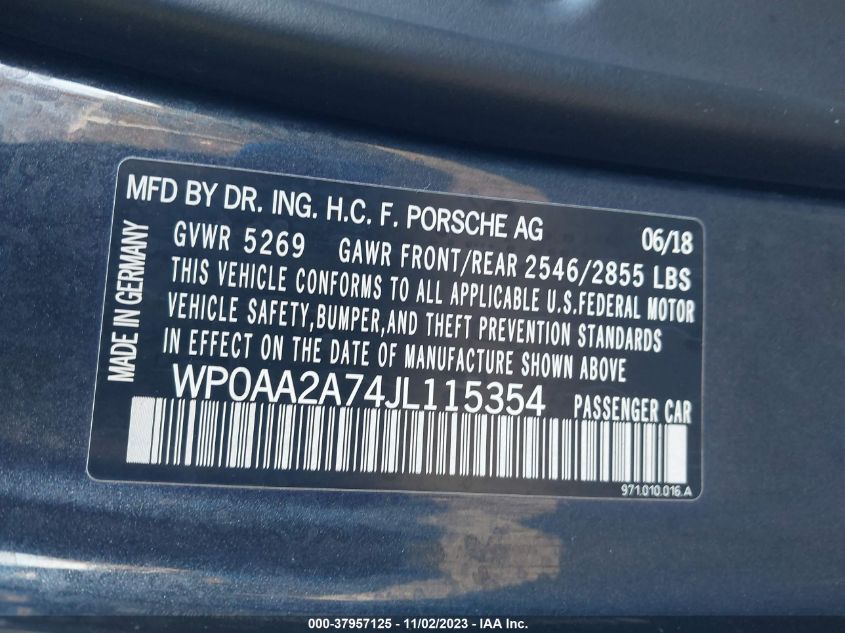 MFD BY DR. ING. H.C. F. PORSCHE AG 06/18
GVWR 5269 GAWR FRONT/REAR 2546/2855 LBS
THIS VEHICLE CONFORMS TO ALL APPLICABLE U.S.FEDERAL MOTOR
VEHICLE SAFETY,BUMPER,AND THEFT PREVENTION STANDARDS
IN EFFECT ON THE DATE OF MANUFACTURE SHOWN ABOVE
WP0AA2A74JL115354 PASSENGER CAR
MADE IN GERMANY
971.010.016.A
000-37957125 - 11/02/2023 - IAA Inc.